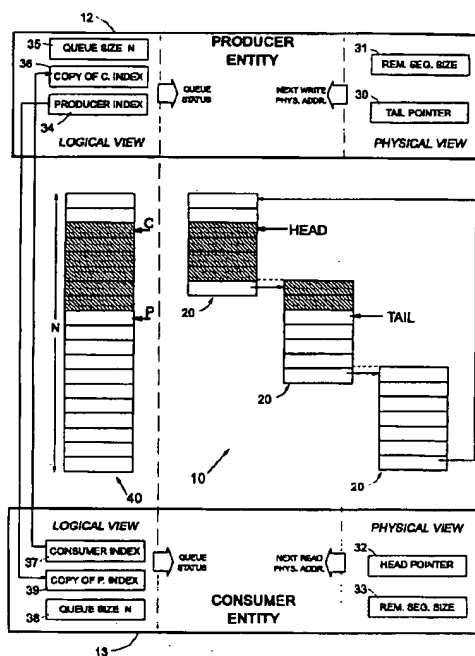 12
35
QUEUE SIZE N
36
COPY OF C. INDEX
PRODUCER INDEX
34
LOGICAL VIEW
QUEUE STATUS
PRODUCER ENTITY
NEXT WRITE PHYS. ADDR.
31
REM. SEG. SIZE
30
TAIL POINTER
PHYSICAL VIEW
C
P
N
40
HEAD
20
TAIL
20
20
10
LOGICAL VIEW
CONSUMER INDEX
37
COPY OF P. INDEX
39
QUEUE SIZE N
38
QUEUE STATUS
CONSUMER ENTITY
NEXT READ PHYS. ADDR.
PHYSICAL VIEW
32
HEAD POINTER
33
REM. SEG. SIZE
13